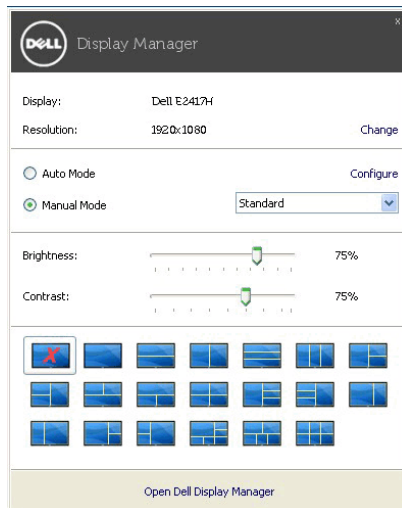 x
DELL Display Manager
Display: Dell E2417H
Resolution: 1920x1080 Change
Auto Mode Configure
Manual Mode Standard
Brightness: 75%
Contrast: 75%
Open Dell Display Manager